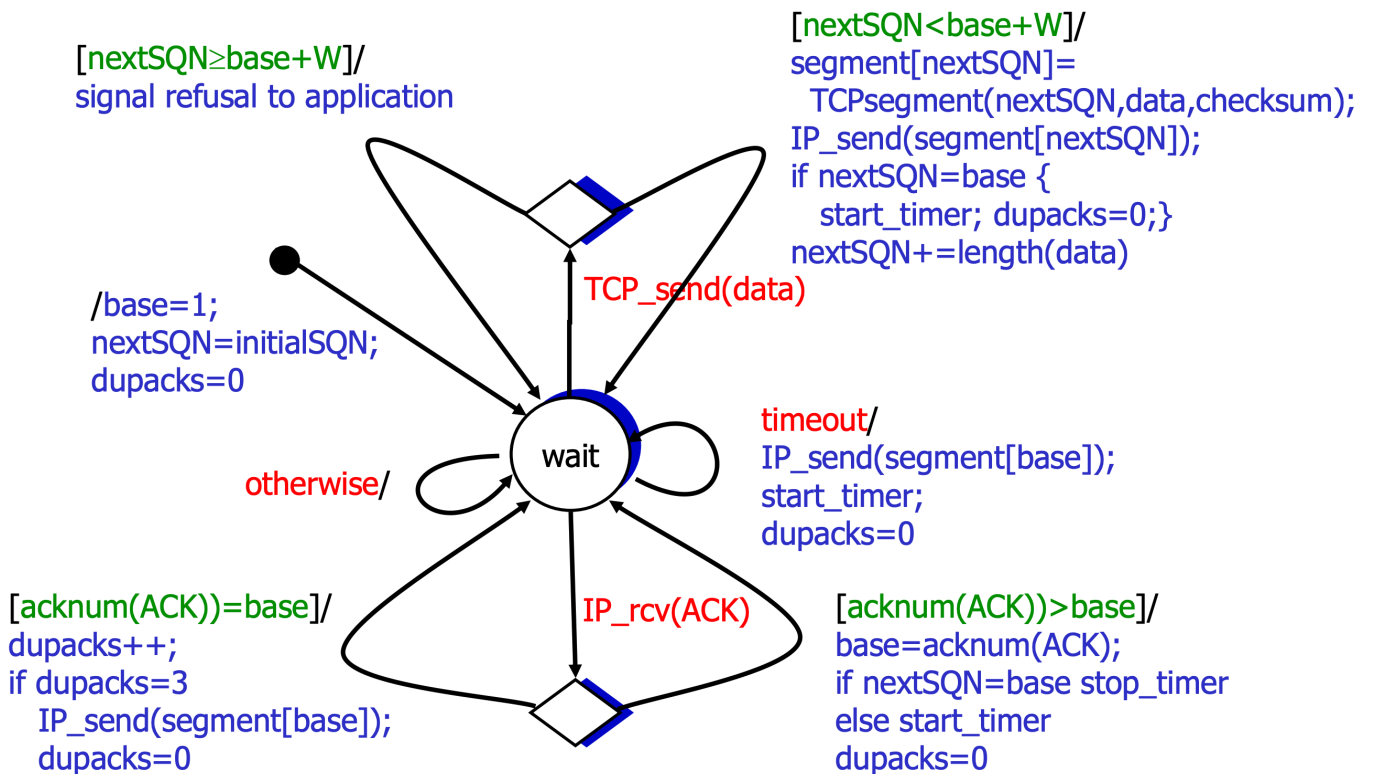 [nextSQN≥base+W]/
signal refusal to application
[nextSQN<base+W]/
segment[nextSQN]=
TCPsegment(nextSQN,data,checksum);
IP_send(segment[nextSQN]);
if nextSQN=base {
start_timer; dupacks=0;}
nextSQN+=length(data)
TCP_send(data)
/base=1;
nextSQN=initialSQN;
dupacks=0
wait
otherwise/
timeout/
IP_send(segment[base]);
start_timer;
dupacks=0
[acknum(ACK))=base]/
dupacks++;
if dupacks=3
IP_send(segment[base]);
dupacks=0
IP_rcv(ACK)
[acknum(ACK))>base]/
base=acknum(ACK);
if nextSQN=base stop_timer
else start_timer
dupacks=0